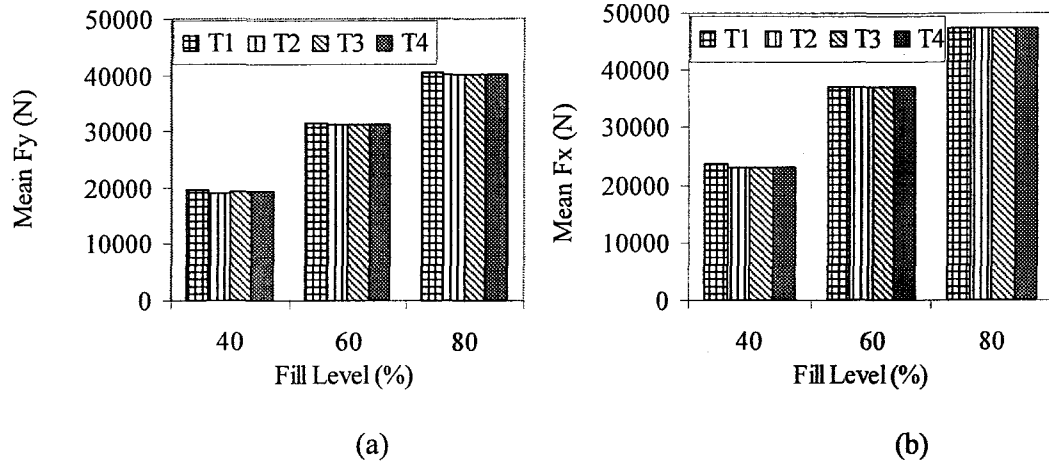 50000
T1 T2 T3 T4
40000
30000
20000
10000
0
Mean Fy (N)
40 60 80
Fill Level (%)
(a)
50000
T1 T2 T3 T4
40000
30000
20000
10000
0
Mean Fx (N)
40 60 80
Fill Level (%)
(b)